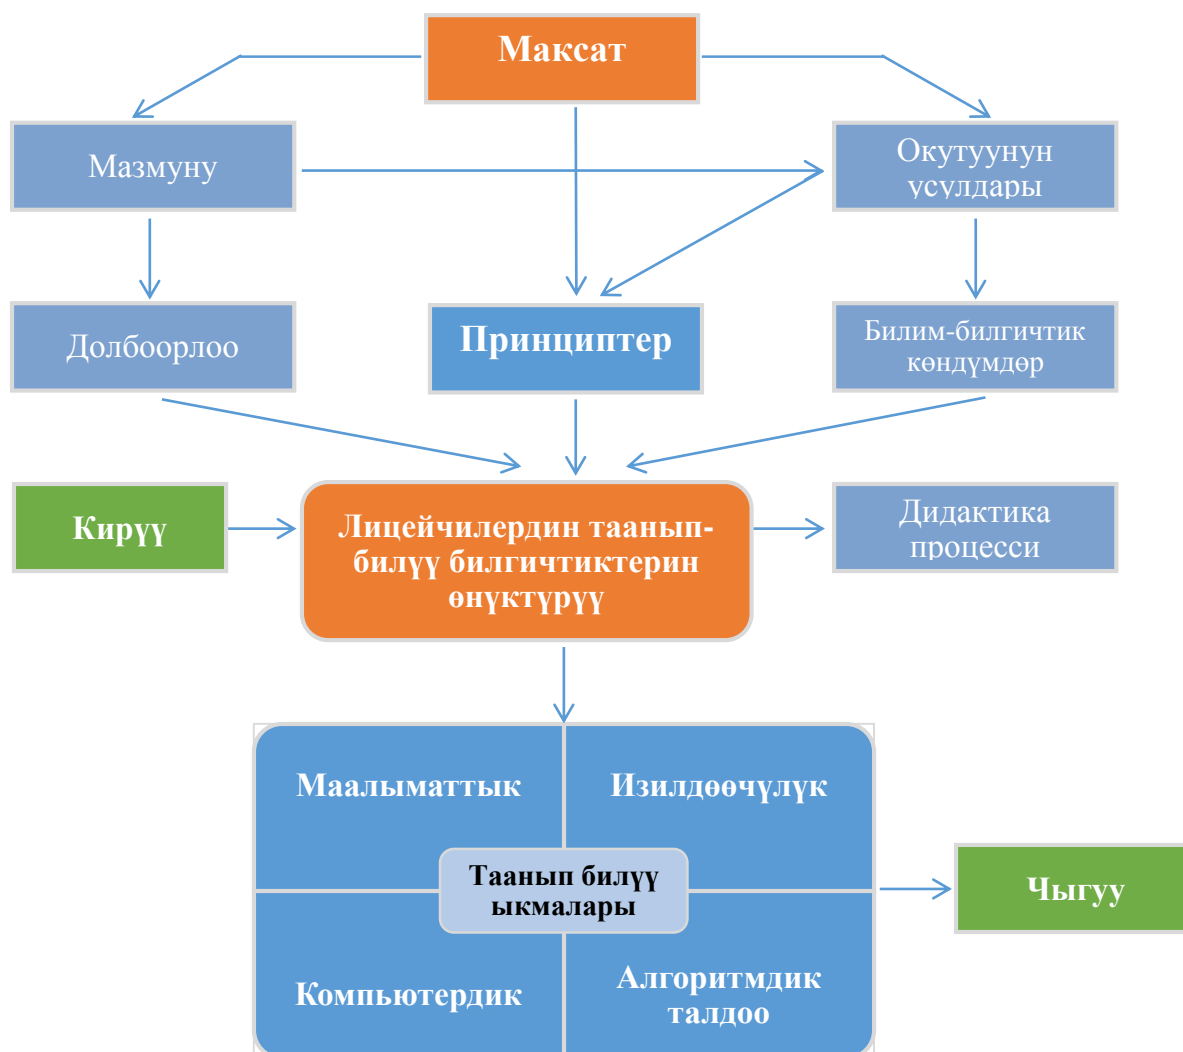 Максат
Мазмуну
Окутуунун
усулдары
Долбоорлоо
Принциптер
Билим-билгичтик
көндүмдөр
Кирүү
Лицейчилердин таанып-
билүү билгичтиктерин
өнүктүрүү
Дидактика
процесси
Маалыматтык
Изилдөөчүлүк
Таанып билүү
ыкмалары
Чыгуу
Компьютердик
Алгоритмдик
талдоо